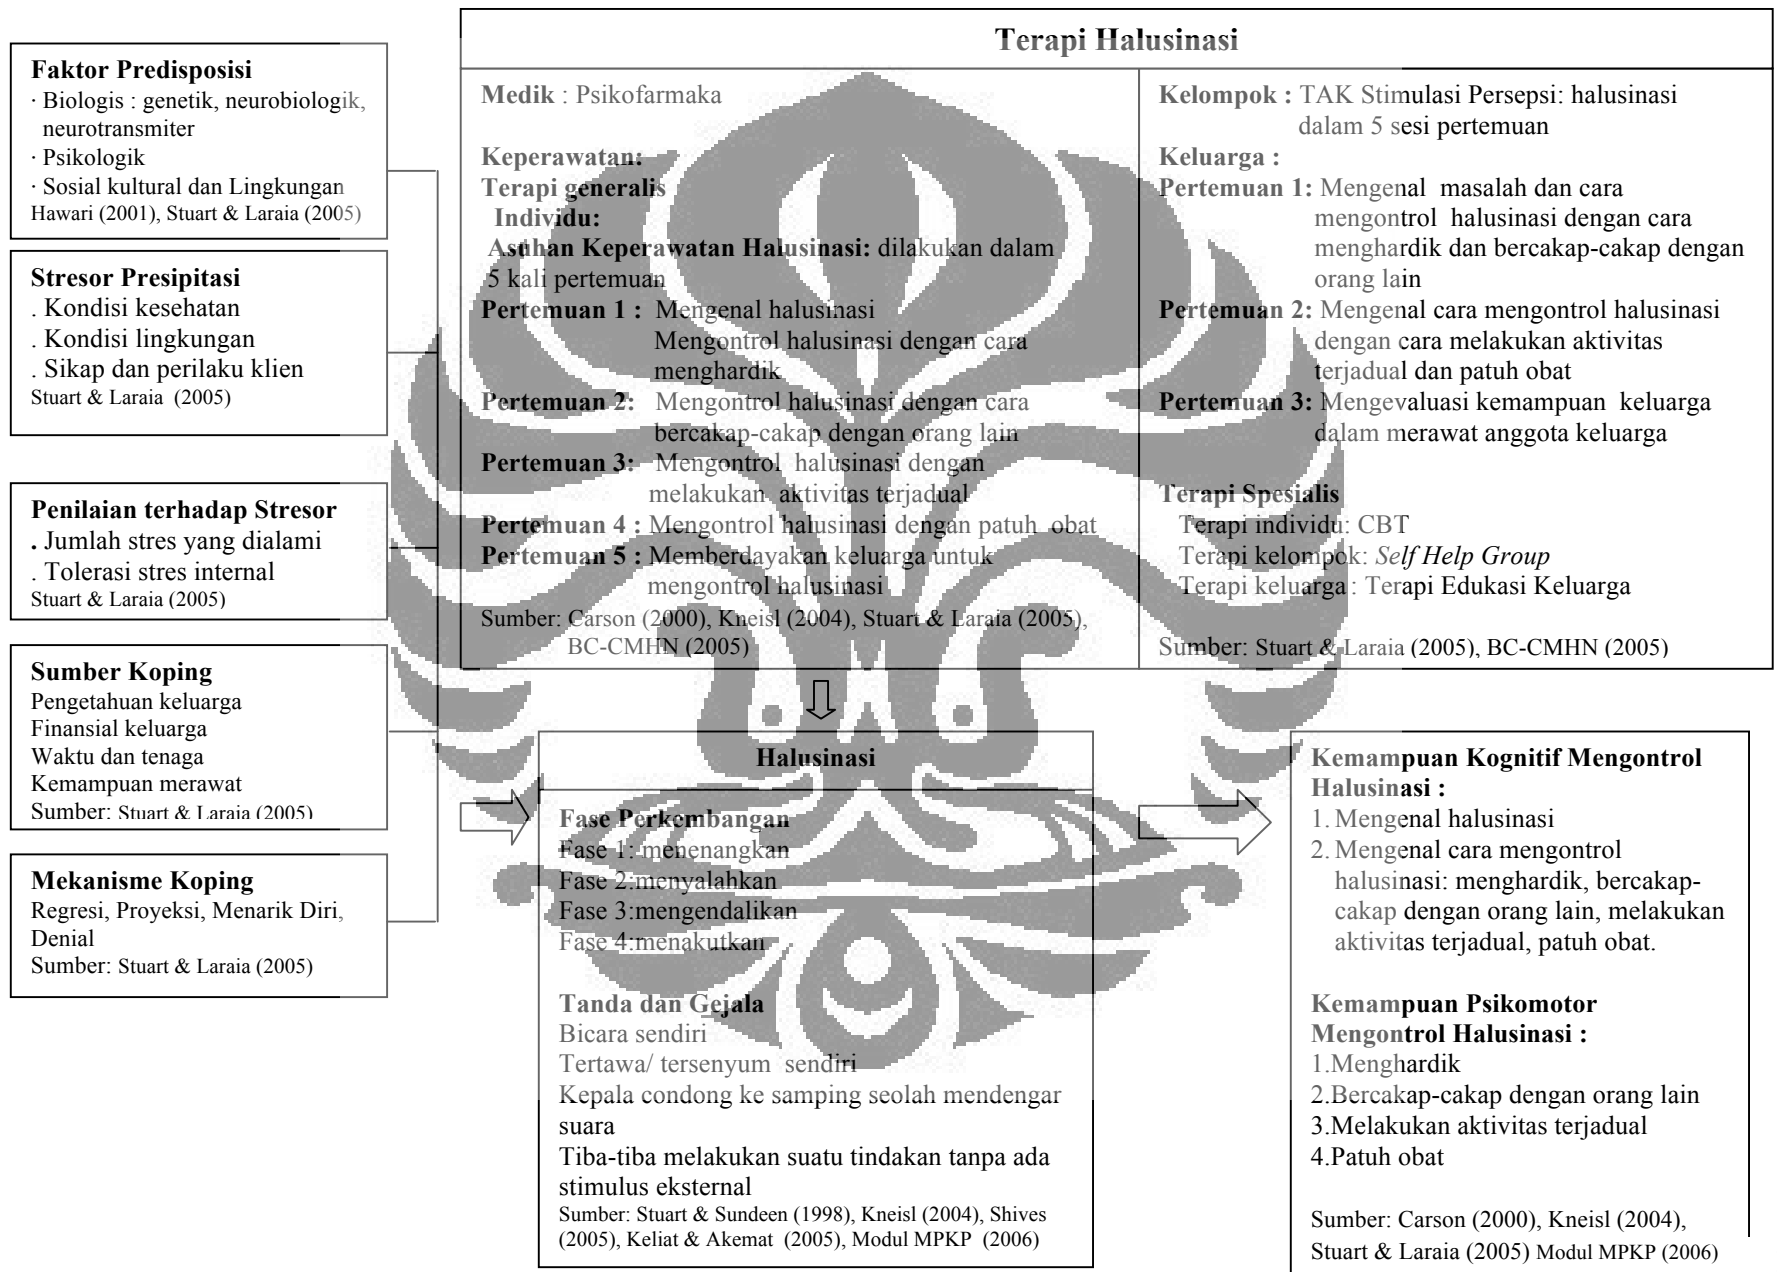 Terapi Halusinasi
Faktor Predisposisi
· Biologis : genetik, neurobiologik,
neurotransmiter
· Psikologik
· Sosial kultural dan Lingkungan
Hawari (2001), Stuart & Laraia (2005)
Stresor Presipitasi
. Kondisi kesehatan
. Kondisi lingkungan
. Sikap dan perilaku klien
Stuart & Laraia (2005)
Penilaian terhadap Stresor
. Jumlah stres yang dialami
. Tolerasi stres internal
Stuart & Laraia (2005)
Sumber Koping
Pengetahuan keluarga
Finansial keluarga
Waktu dan tenaga
Kemampuan merawat
Sumber: Stuart & Laraia (2005)
Mekanisme Koping
Regresi, Proyeksi, Menarik Diri,
Denial
Sumber: Stuart & Laraia (2005)
Medik : Psikofarmaka
Keperawatan:
Terapi generalis
Individu:
Asuhan Keperawatan Halusinasi: dilakukan dalam
5 kali pertemuan
Pertemuan 1 : Mengenal halusinasi
Mengontrol halusinasi dengan cara
menghardik
Pertemuan 2: Mengontrol halusinasi dengan cara
bercakap-cakap dengan orang lain
Pertemuan 3: Mengontrol halusinasi dengan
melakukan aktivitas terjadual
Pertemuan 4 : Mengontrol halusinasi dengan patuh obat
Pertemuan 5 : Memberdayakan keluarga untuk
mengontrol halusinasi
Sumber: Carson (2000), Kneisl (2004), Stuart & Laraia (2005),
BC-CMHN (2005)
Kelompok : TAK Stimulasi Persepsi: halusinasi
dalam 5 sesi pertemuan
Keluarga :
Pertemuan 1: Mengenal masalah dan cara
mengontrol halusinasi dengan cara
menghardik dan bercakap-cakap dengan
orang lain
Pertemuan 2: Mengenal cara mengontrol halusinasi
dengan cara melakukan aktivitas
terjadual dan patuh obat
Pertemuan 3: Mengevaluasi kemampuan keluarga
dalam merawat anggota keluarga
Terapi Spesialis
Terapi individu: CBT
Terapi kelompok: Self Help Group
Terapi keluarga : Terapi Edukasi Keluarga
Sumber: Stuart & Laraia (2005), BC-CMHN (2005)
Halusinasi
Fase Perkembangan
Fase 1: menenangkan
Fase 2:menyalahkan
Fase 3:mengendalikan
Fase 4:menakutkan
Tanda dan Gejala
Bicara sendiri
Tertawa/ tersenyum sendiri
Kepala condong ke samping seolah mendengar
suara
Tiba-tiba melakukan suatu tindakan tanpa ada
stimulus eksternal
Sumber: Stuart & Sundeen (1998), Kneisl (2004), Shives
(2005), Keliat & Akemat (2005), Modul MPKP (2006)
Kemampuan Kognitif Mengontrol
Halusinasi :
1. Mengenal halusinasi
2. Mengenal cara mengontrol
halusinasi: menghardik, bercakap-
cakap dengan orang lain, melakukan
aktivitas terjadual, patuh obat.
Kemampuan Psikomotor
Mengontrol Halusinasi :
1.Menghardik
2.Bercakap-cakap dengan orang lain
3.Melakukan aktivitas terjadual
4.Patuh obat
Sumber: Carson (2000), Kneisl (2004),
Stuart & Laraia (2005) Modul MPKP (2006)